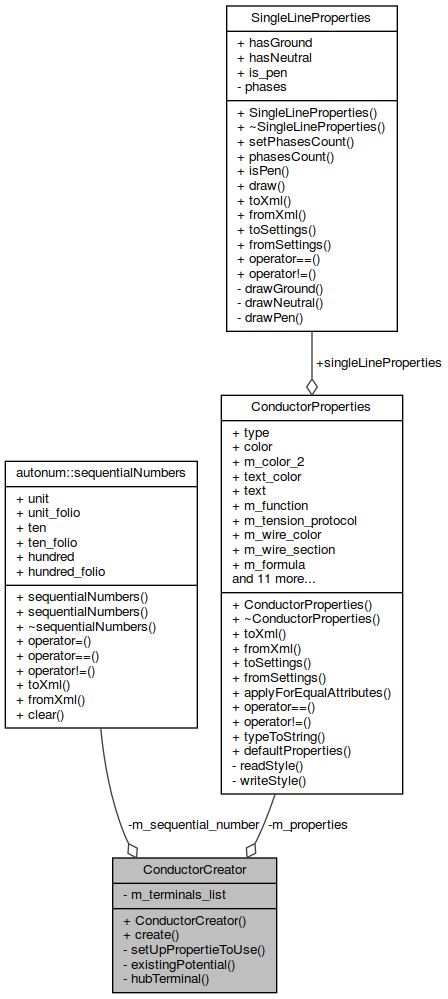 SingleLineProperties
+ hasGround
+ hasNeutral
+ is_pen
- phases
+ SingleLineProperties()
+ ~SingleLineProperties()
+ setPhasesCount()
+ phasesCount()
+ isPen()
+ draw()
+ toXml()
+ fromXml()
+ toSettings()
+ fromSettings()
+ operator==()
+ operator!=()
- drawGround()
- drawNeutral()
- drawPen()
+singleLineProperties
ConductorProperties
+ type
+ color
+ m_color_2
+ text_color
+ text
+ m_function
+ m_tension_protocol
+ m_wire_color
+ m_wire_section
+ m_formula
and 11 more...
+ ConductorProperties()
+ ~ConductorProperties()
+ toXml()
+ fromXml()
+ toSettings()
+ fromSettings()
+ applyForEqualAttributes()
+ operator==()
+ operator!=()
+ typeToString()
+ defaultProperties()
- readStyle()
- writeStyle()
autonum::sequentialNumbers
+ unit
+ unit_folio
+ ten
+ ten_folio
+ hundred
+ hundred_folio
+ sequentialNumbers()
+ sequentialNumbers()
+ ~sequentialNumbers()
+ operator=()
+ operator==()
+ operator!=()
+ toXml()
+ fromXml()
+ clear()
-m_sequential_number
-m_properties
ConductorCreator
- m_terminals_list
+ ConductorCreator()
+ create()
- setUpPropertieToUse()
- existingPotential()
- hubTerminal()